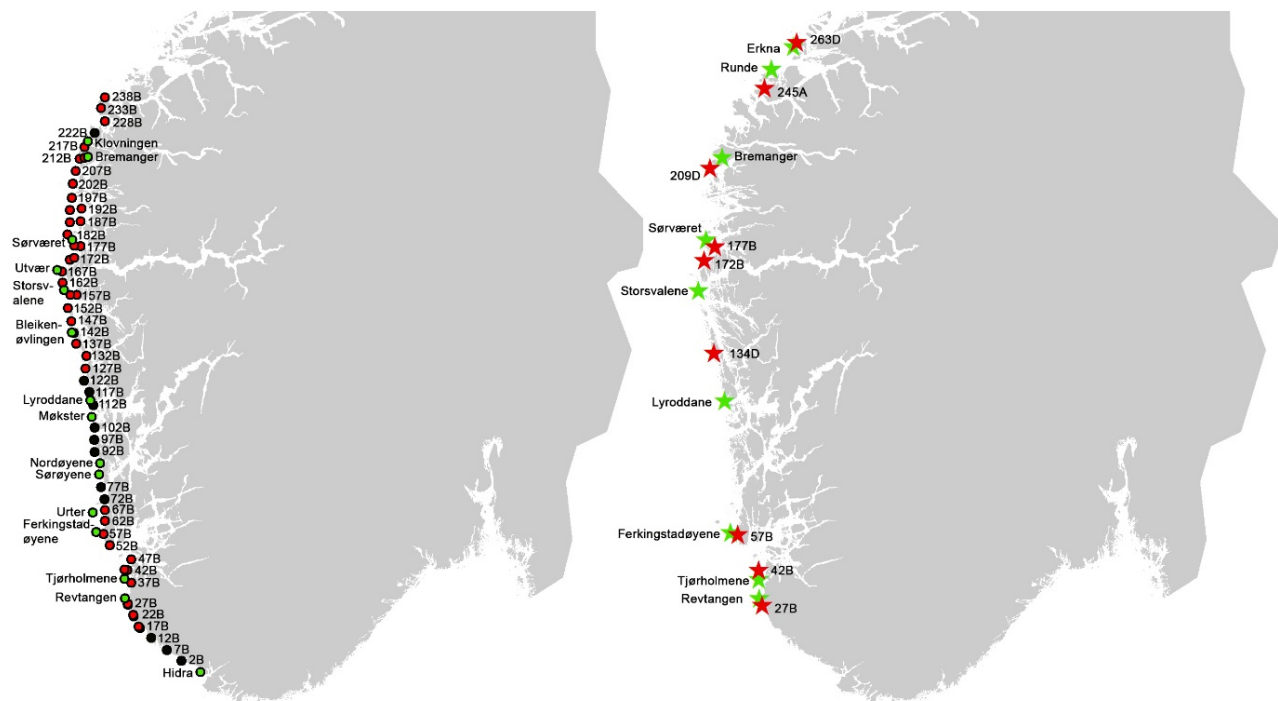 238B
233B
228B
222B
Klovningen
217B
Bremanger
212B
207B
202B
197B
192B
187B
182B
Sørværet
177B
172B
Utvær
167B
162B
Storsv-
alene
157B
152B
147B
Bleiken-
øvlingen
142B
137B
132B
127B
122B
117B
Lyroddane
112B
Møkster
102B
97B
92B
Nordøyene
Sørøyene
77B
72B
67B
Urter
62B
Ferkingstad-
øyene
57B
52B
47B
42B
Tjørholmene
37B
Revtangen
27B
22B
17B
12B
7B
2B
Hidra
263D
Erkna
Runde
245A
Bremanger
209D
Sørværet
177B
172B
Storsvalene
134D
Lyroddane
Ferkingstadøyene
57B
42B
Tjørholmene
Revtangen
27B